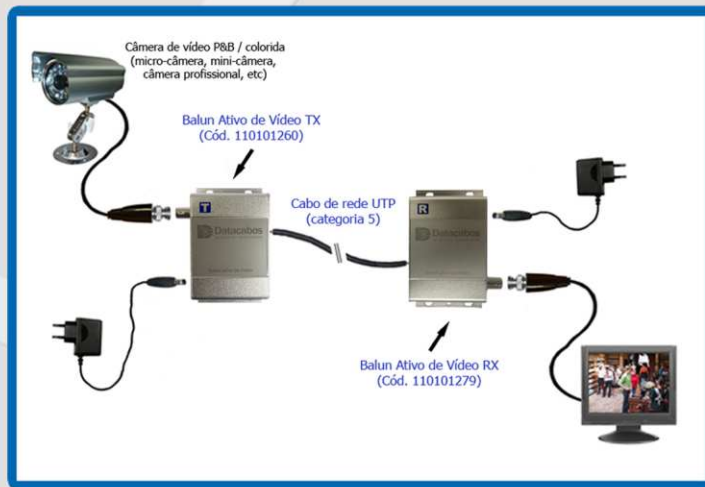 Câmera de vídeo P&B / colorida
(micro-câmera, mini-câmera,
câmera profissional, etc)
Balun Ativo de Vídeo TX
(Cód. 110101260)
Cabo de rede UTP
(categoria 5)
T
Datacabos
R
Datacabos
Balun Ativo de Vídeo RX
(Cód. 110101279)